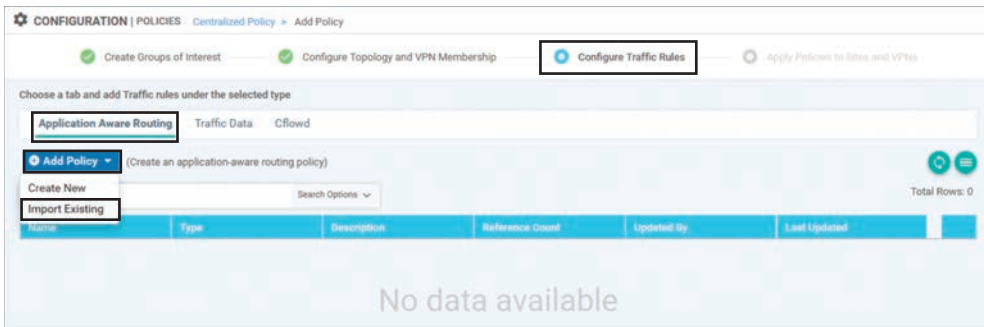 CONFIGURATION | POLICIES Centralized Policy > Add Policy
Create Groups of Interest Configure Topology and VPN Membership Configure Traffic Rules Apply Policies to Sites and VPNs
Choose a tab and add Traffic rules under the selected type
Application Aware Routing Traffic Data Cflowd
Add Policy (Create an application-aware routing policy)
Create New Search Options Total Rows: 0
Import Existing
Name Type Description Reference Count Updated By Last Updated
No data available